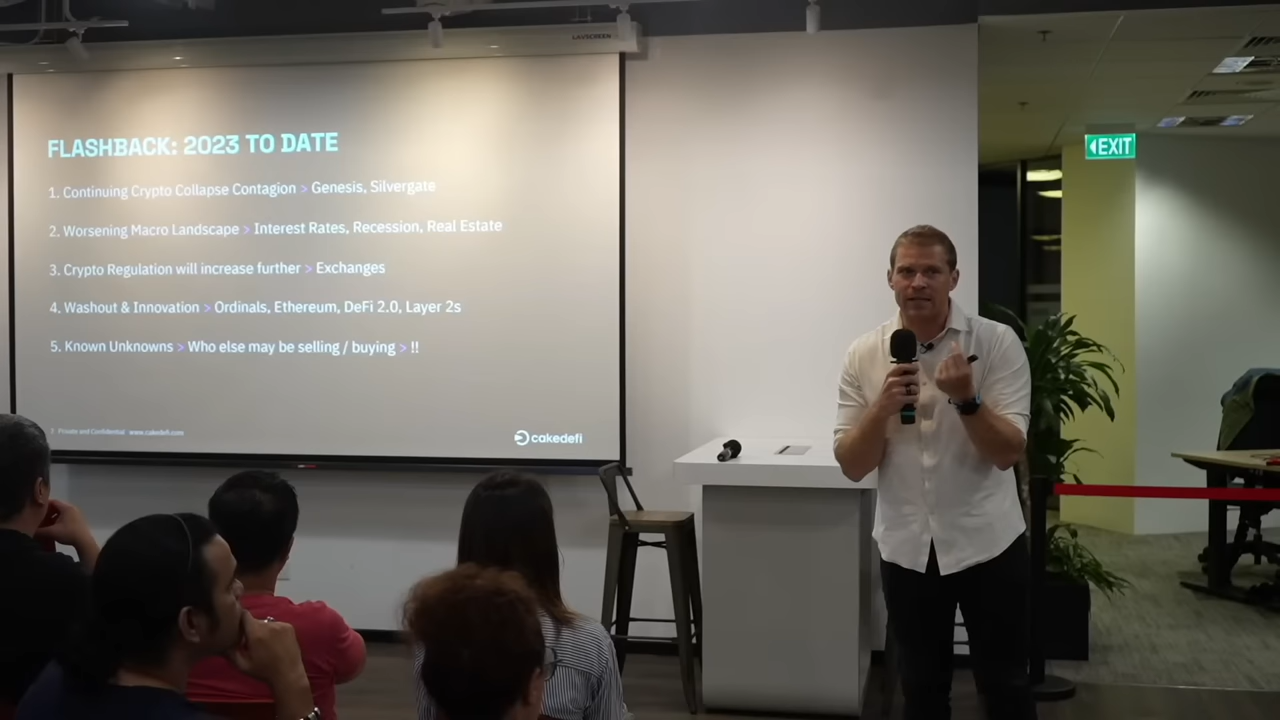 LAVSCREEN
FLASHBACK: 2023 TO DATE
1. Continuing Crypto Collapse Contagion > Genesis, Silvergate
2. Worsening Macro Landscape > Interest Rates, Recession, Real Estate
3. Crypto Regulation will increase further > Exchanges
4. Washout & Innovation > Ordinals, Ethereum, DeFi 2.0, Layer 2s
5. Known Unknowns > Who else may be selling / buying > !!
7 Private and Confidential www.cakedefi.com
cakedefi
EXIT